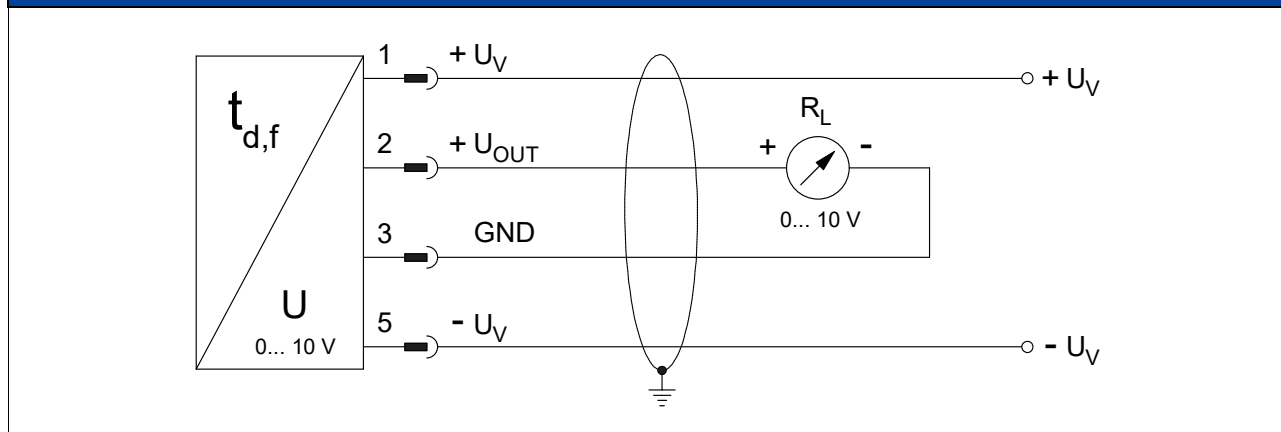 1 + U_V
+ U_V
t_d,f
R_L
2 + U_OUT
+ -
0... 10 V
3 GND
U
0... 10 V
5 - U_V
- U_V